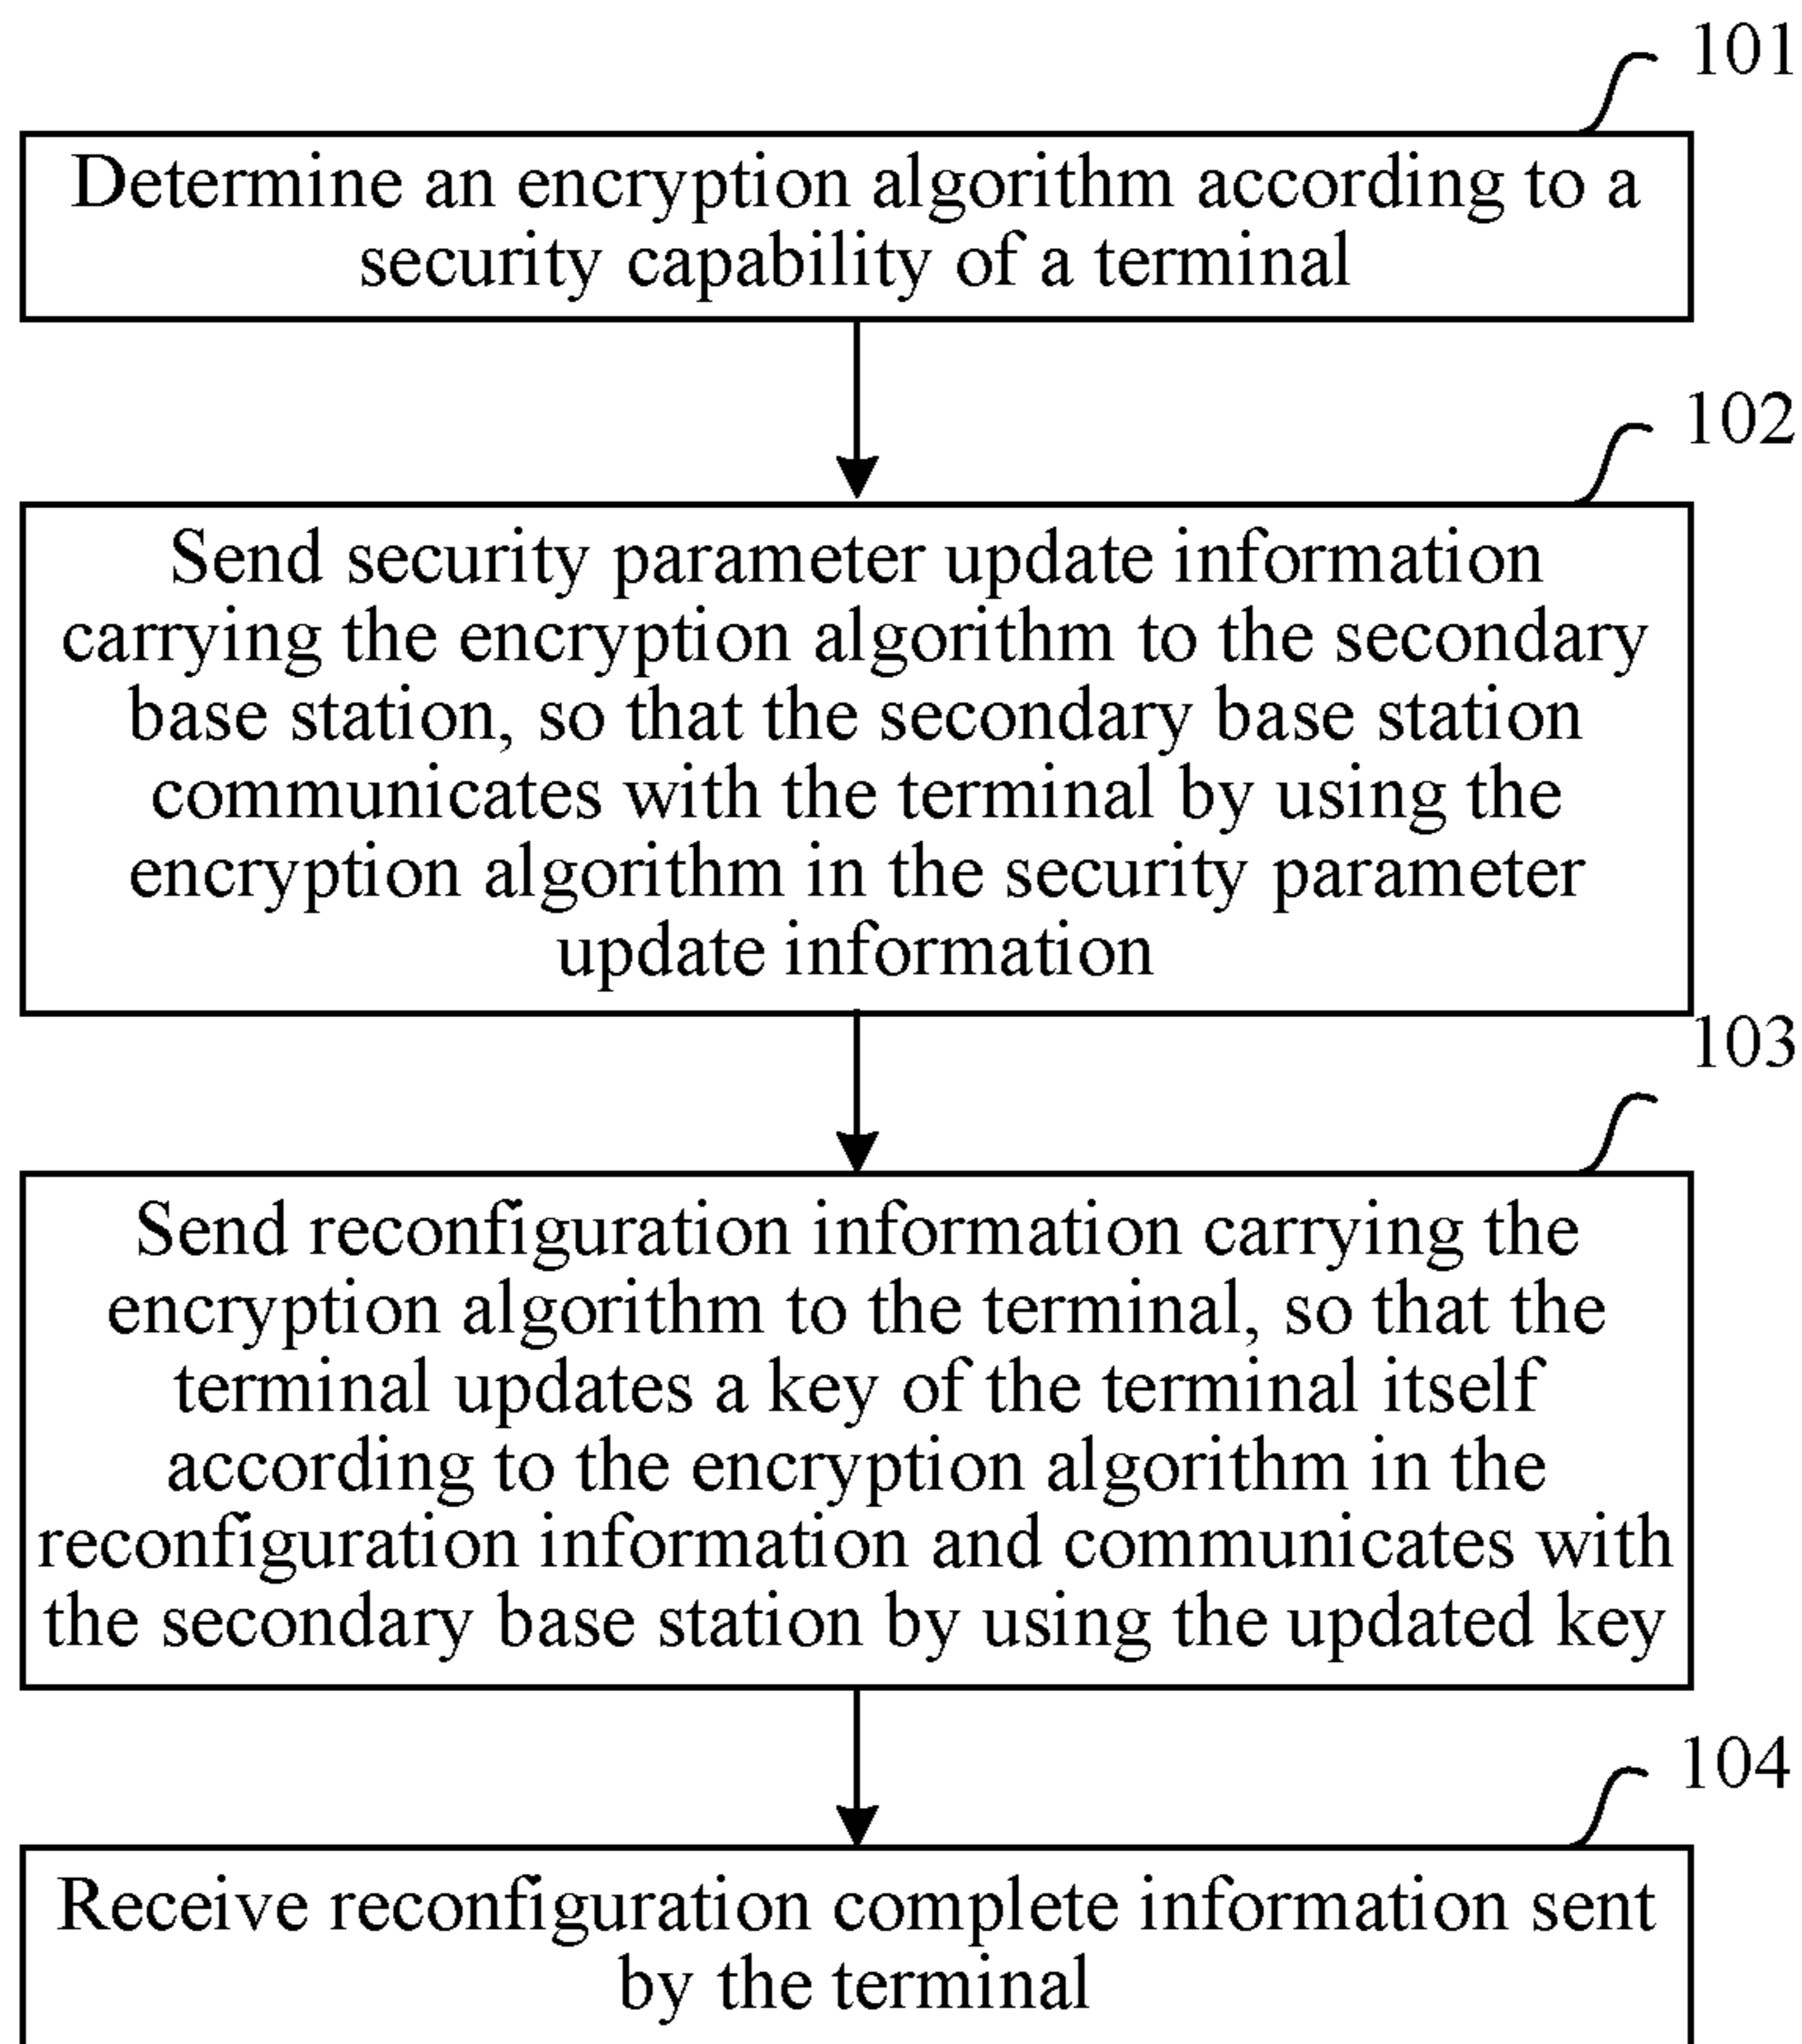 101
Determine an encryption algorithm according to a
security capability of a terminal
102
Send security parameter update information
carrying the encryption algorithm to the secondary
base station, so that the secondary base station
communicates with the terminal by using the
encryption algorithm in the security parameter
update information
103
Send reconfiguration information carrying the
encryption algorithm to the terminal, so that the
terminal updates a key of the terminal itself
according to the encryption algorithm in the
reconfiguration information and communicates with
the secondary base station by using the updated key
104
Receive reconfiguration complete information sent
by the terminal